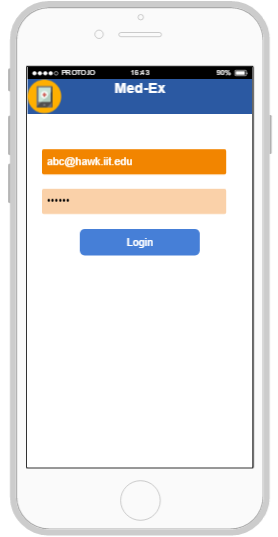 ●●●●○ PROTO.IO 16:43 90%
Med-Ex
abc@hawk.iit.edu
••••••
Login